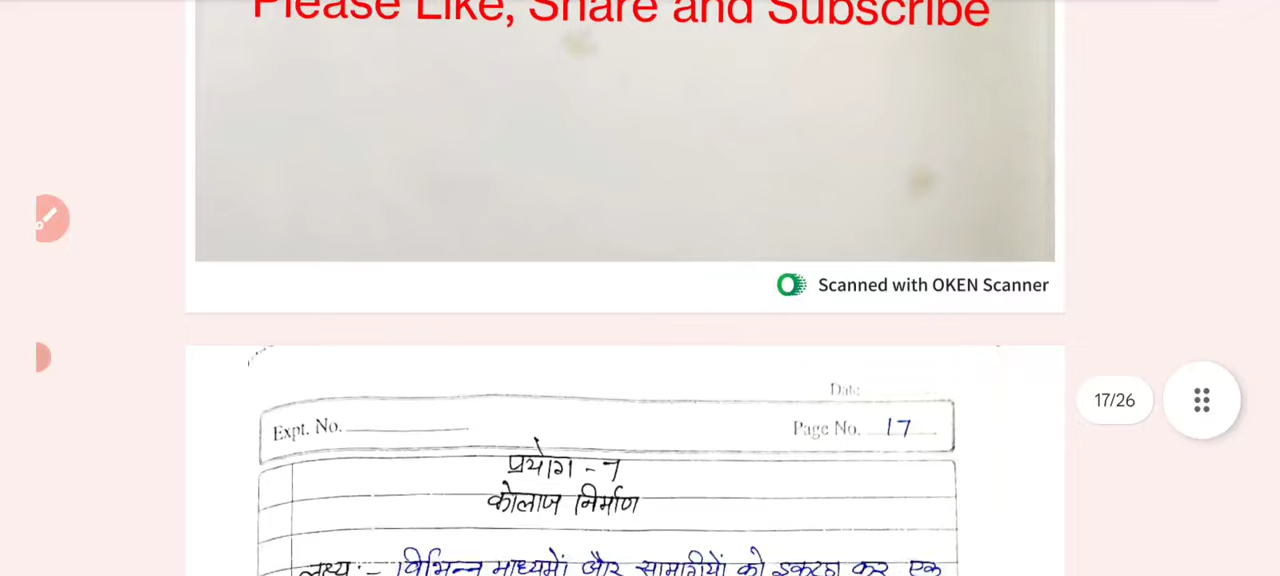 Please Like, Share and Subscribe
Scanned with OKEN Scanner
Date
17/26
Expt. No.
Page No. 17
प्रयोग - 7
कोलाज निर्माण
लक्ष्य :- विभिन्न माध्यमों और सामाग्रीयों को इकट्ठा कर एक